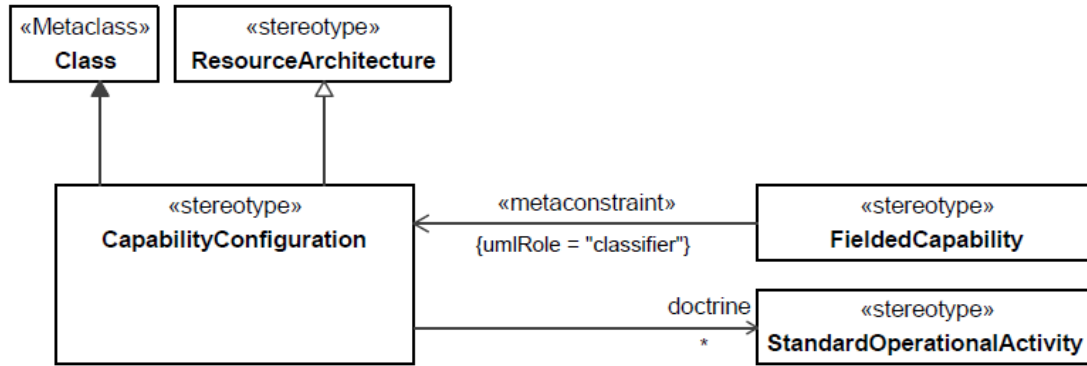 «Metaclass»
Class
«stereotype»
ResourceArchitecture
«stereotype»
CapabilityConfiguration
«metaconstraint»
{umlRole = "classifier"}
«stereotype»
FieldedCapability
doctrine
*
«stereotype»
StandardOperationalActivity